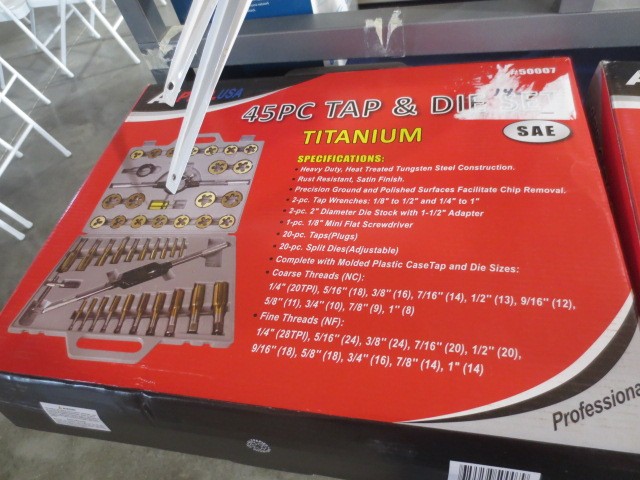 USA
50007
45PC TAP & DIE SET
TITANIUM
SAE
SPECIFICATIONS:
• Heavy Duty, Heat Treated Tungsten Steel Construction.
• Rust Resistant, Satin Finish.
• Precision Ground and Polished Surfaces Facilitate Chip Removal.
• 2-pc. Tap Wrenches: 1/8" to 1/2" and 1/4" to 1"
• 2-pc. 2" Diameter Die Stock with 1-1/2" Adapter
• 1-pc. 1/8" Mini Flat Screwdriver
• 20-pc. Taps(Plugs)
• 20-pc. Split Dies(Adjustable)
• Complete with Molded Plastic CaseTap and Die Sizes:
• Coarse Threads (NC):
1/4" (20TPI), 5/16" (18), 3/8" (16), 7/16" (14), 1/2" (13), 9/16" (12),
5/8" (11), 3/4" (10), 7/8" (9), 1" (8)
• Fine Threads (NF):
1/4" (28TPI), 5/16" (24), 3/8" (24), 7/16" (20), 1/2" (20),
9/16" (18), 5/8" (18), 3/4" (16), 7/8" (14), 1" (14)
Professional